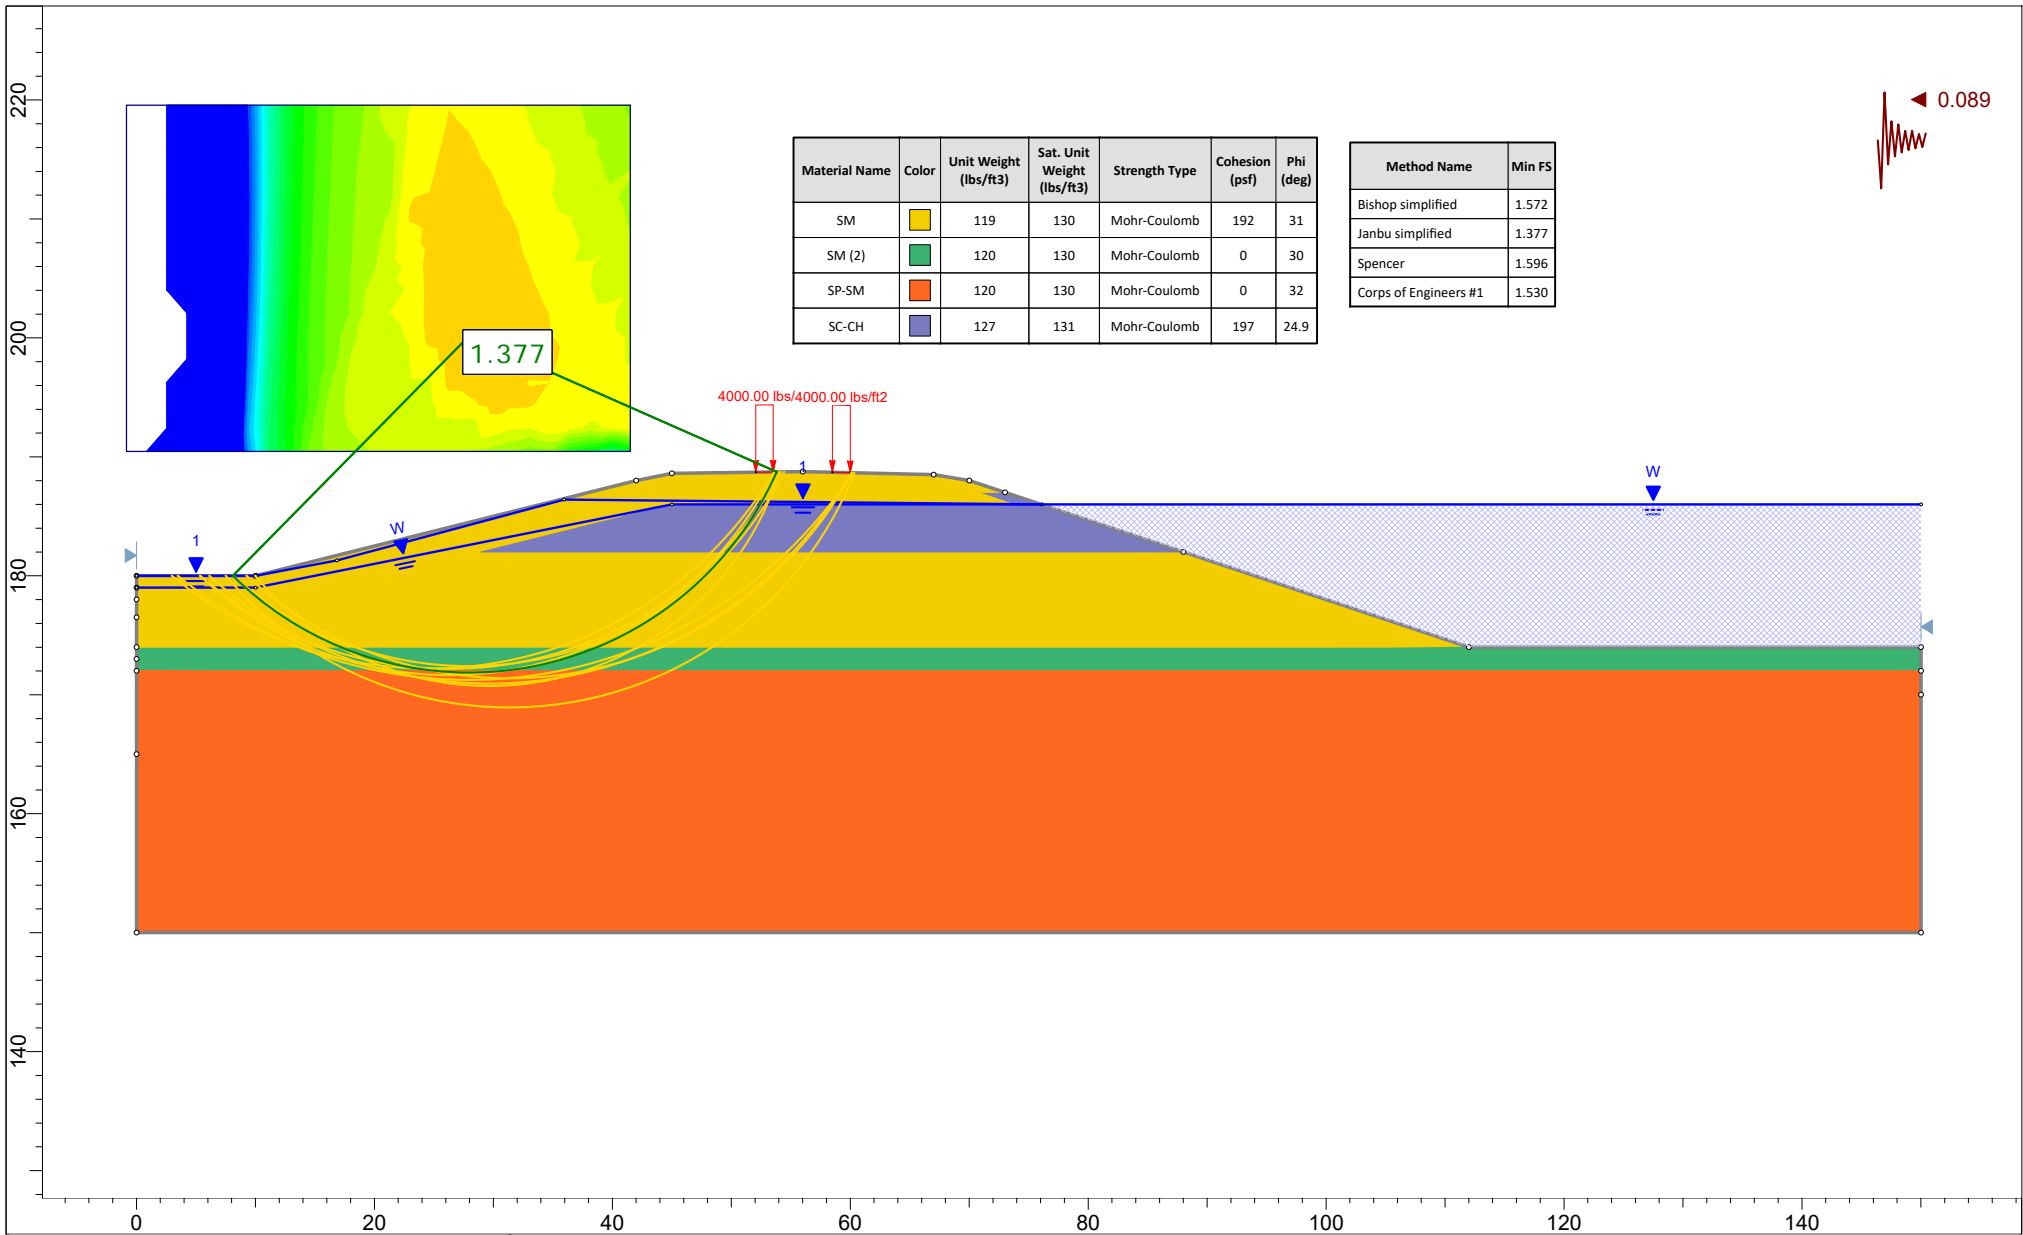 220
200
180
160
140
0.089
Material Name Color Unit Weight (lbs/ft3) Sat. Unit Weight (lbs/ft3) Strength Type Cohesion (psf) Phi (deg)
SM 119 130 Mohr-Coulomb 192 31
SM (2) 120 130 Mohr-Coulomb 0 30
SP-SM 120 130 Mohr-Coulomb 0 32
SC-CH 127 131 Mohr-Coulomb 197 24.9
Method Name Min FS
Bishop simplified 1.572
Janbu simplified 1.377
Spencer 1.596
Corps of Engineers #1 1.530
1.377
4000.00 lbs/4000.00 lbs/ft2
1
W
W
1
0 20 40 60 80 100 120 140